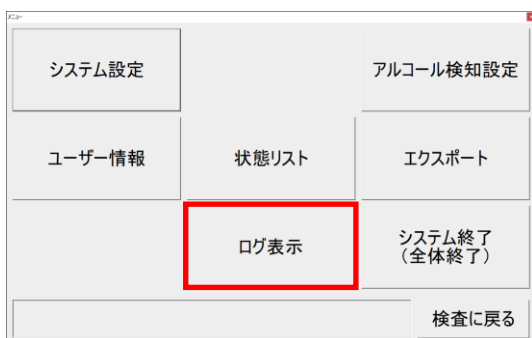 メニュー
システム設定
アルコール検知設定
ユーザー情報
状態リスト
エクスポート
ログ表示
システム終了
(全体終了)
検査に戻る